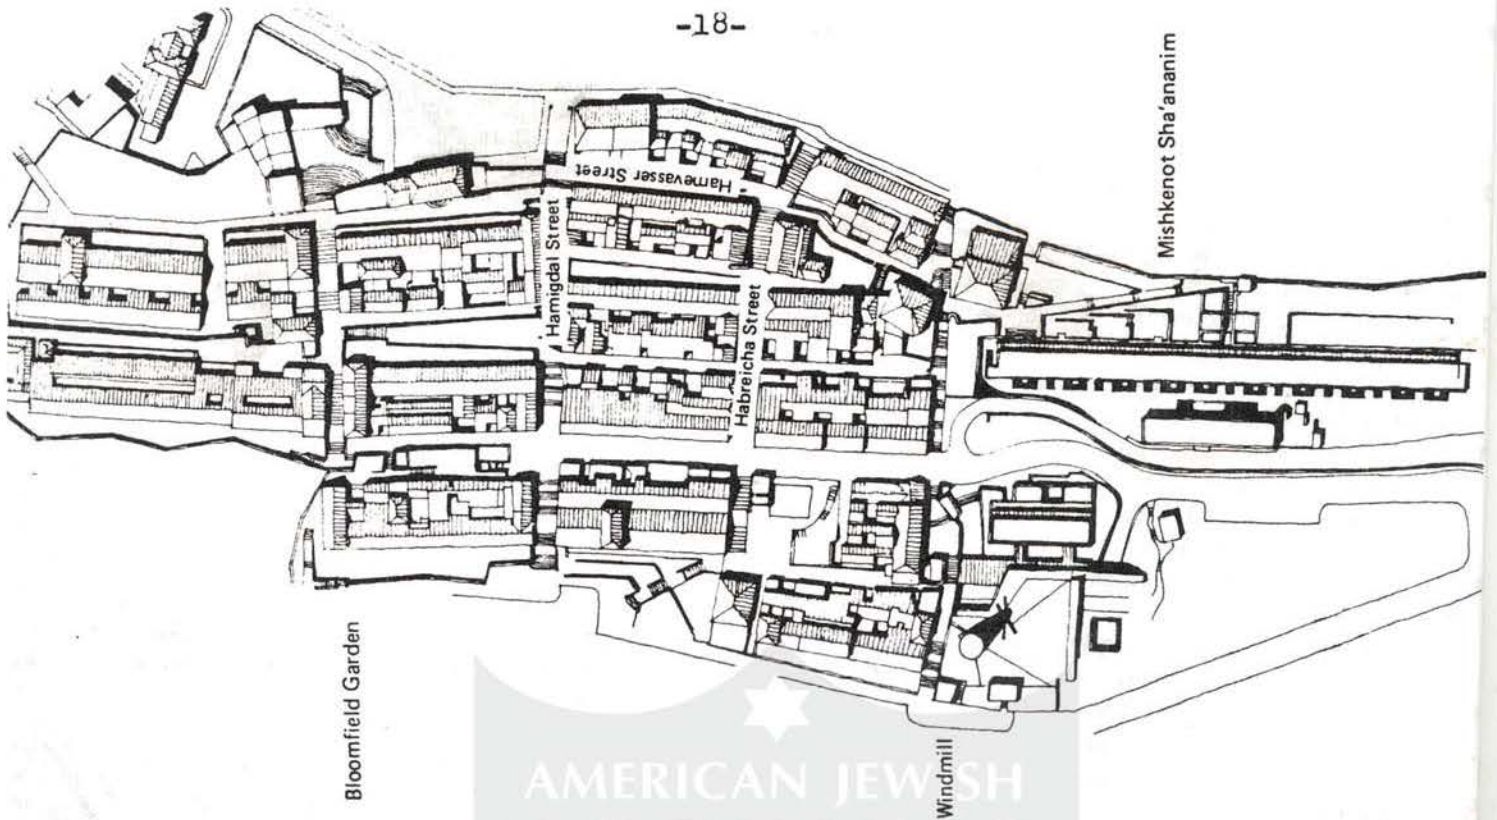 -18-
Mishkenot Sha'ananim
Hamevasser Street
Hamigdal Street
Habreicha Street
Bloomfield Garden
Windmill
AMERICAN JEWISH